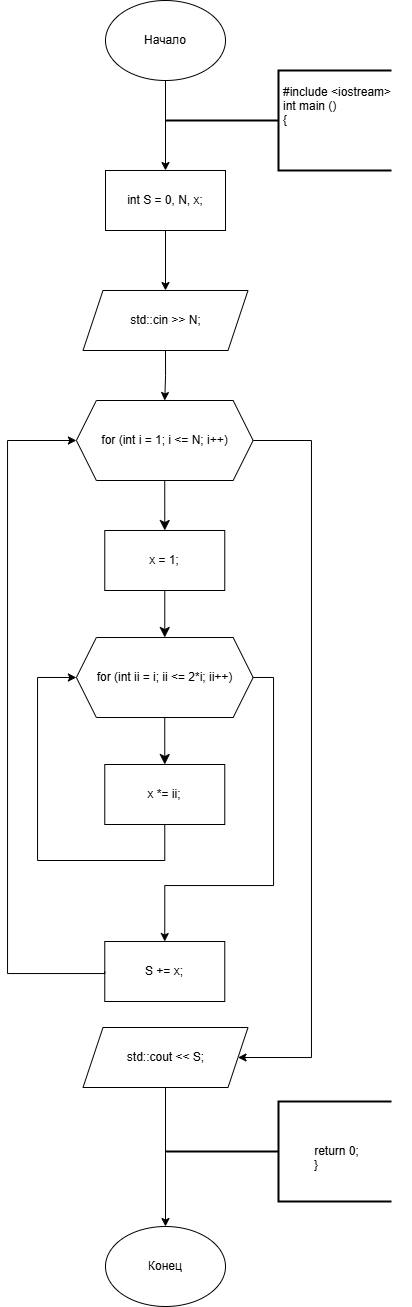 Начало
#include <iostream>
int main ()
{
int S = 0, N, x;
std::cin >> N;
for (int i = 1; i <= N; i++)
x = 1;
for (int ii = i; ii <= 2*i; ii++)
x *= ii;
S += x;
std::cout << S;
return 0;
}
Конец